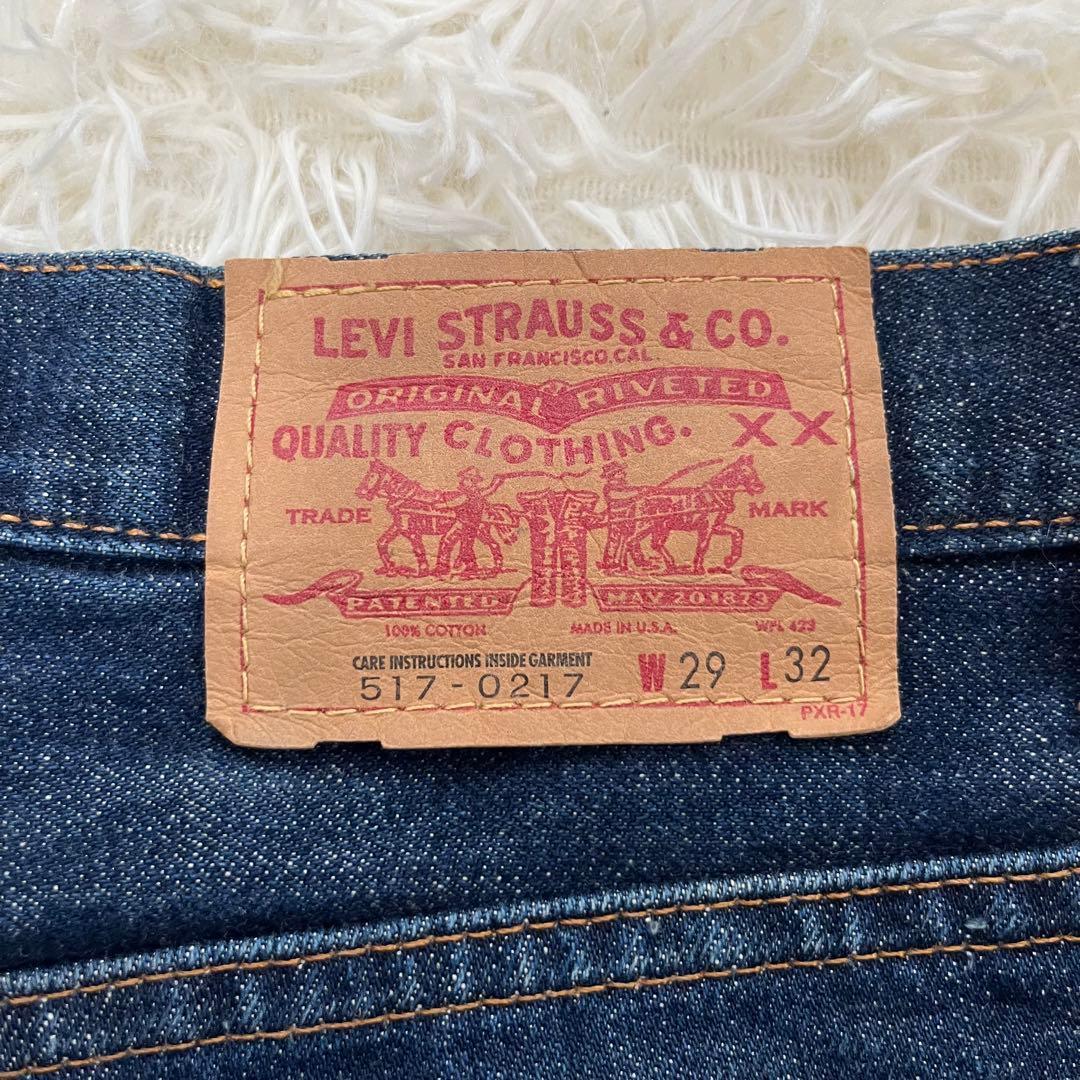 LEVI STRAUSS & CO.
SAN FRANCISCO, CAL.
ORIGINAL RIVETED
QUALITY CLOTHING. XX
TRADE MARK
PATENTED MAY 20 1873
100% COTTON MADE IN U.S.A. WPL 423
CARE INSTRUCTIONS INSIDE GARMENT
517-0217 W 29 L 32
PXR-17